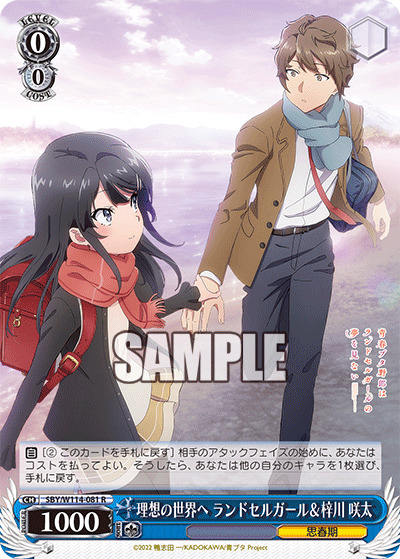 LEVEL
0
0
COST
青春ブタ野郎は
ランドセルガールの
夢を見ない
SAMPLE
自 [② このカードを手札に戻す] 相手のアタックフェイズの始めに、あなたは
コストを払ってよい。そうしたら、あなたは他の自分のキャラを1枚選び、
手札に戻す。
CH
SBY/W114-081 R
POWER
1000
理想の世界へ ランドセルガール&梓川 咲太
思春期
©2022 鴨志田 一/KADOKAWA/青ブタ Project